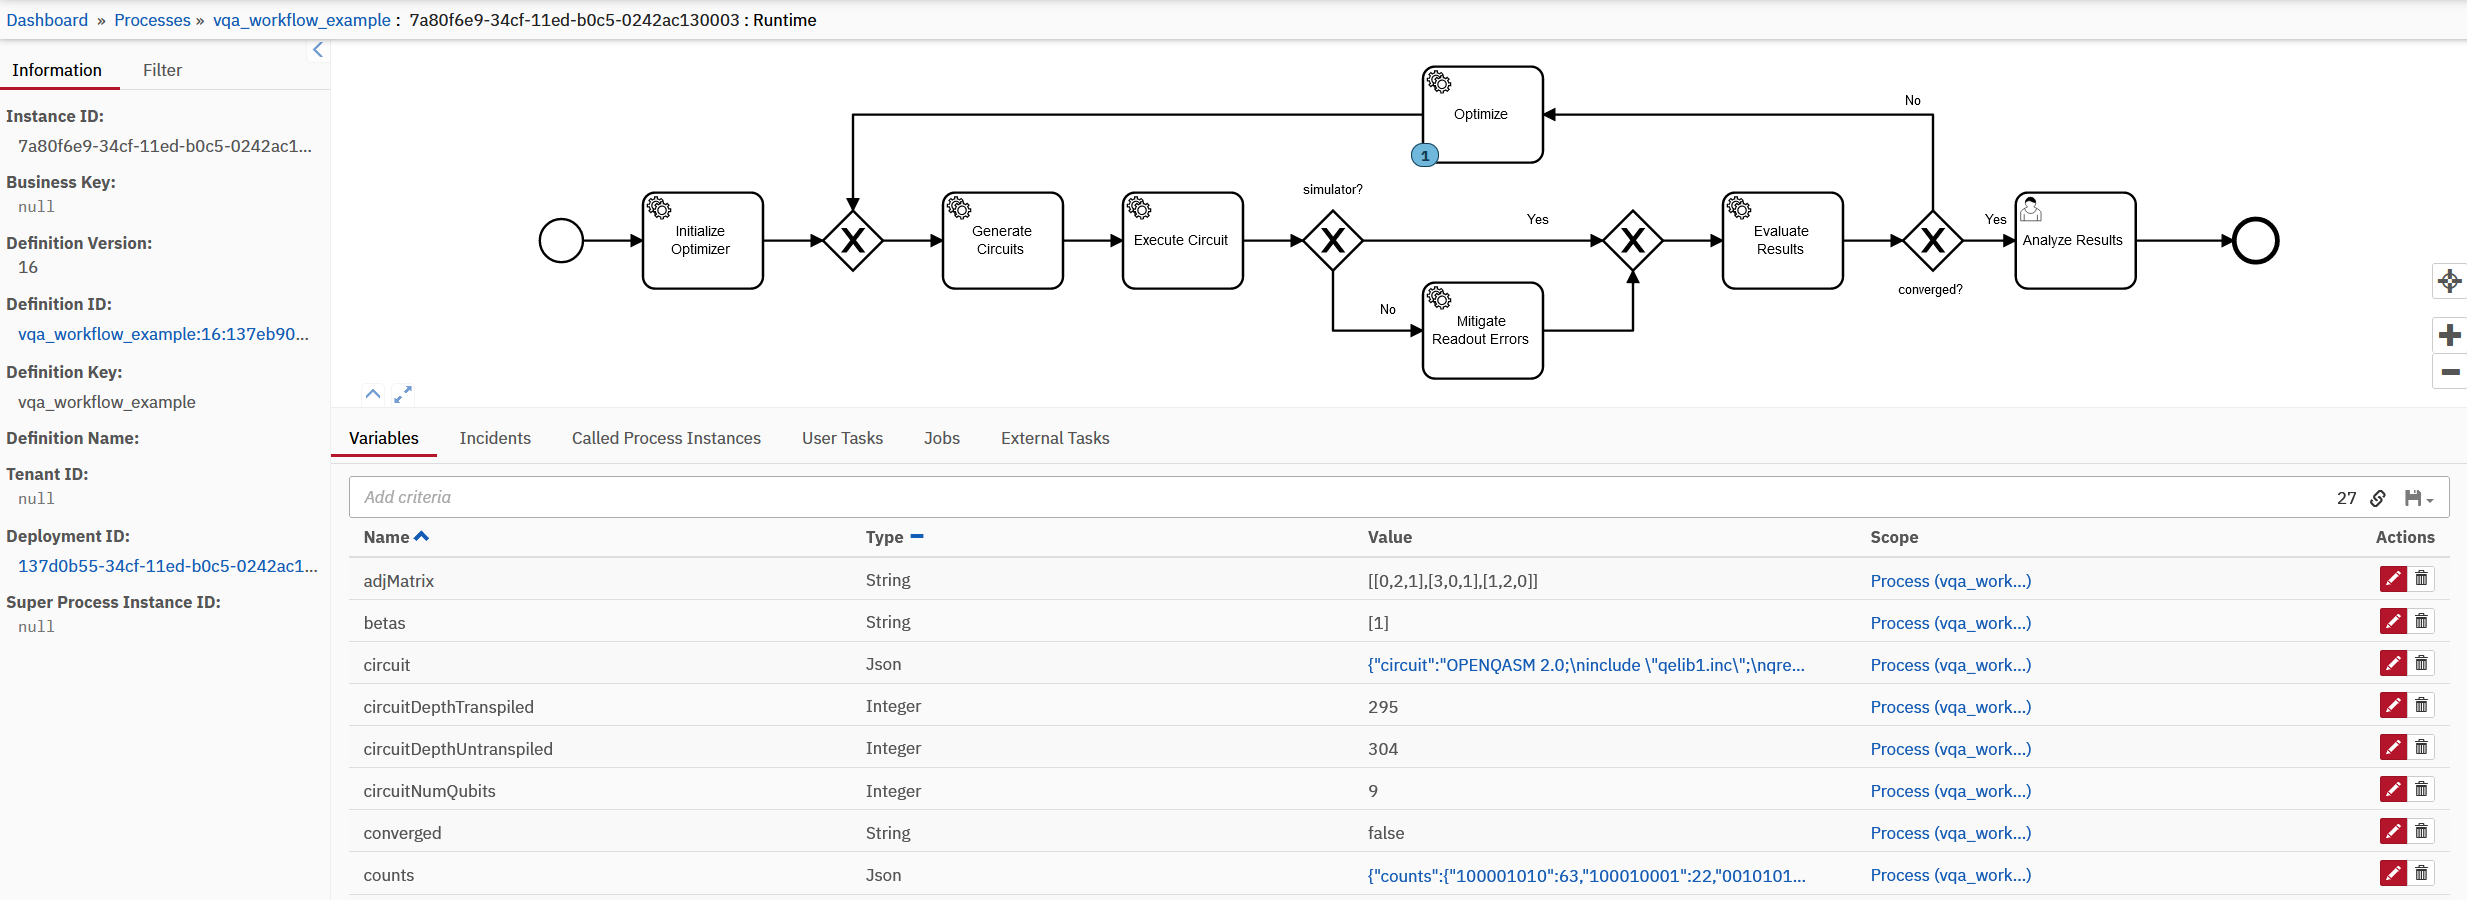 Dashboard » Processes » vqa_workflow_example : 7a80f6e9-34cf-11ed-b0c5-0242ac130003 : Runtime
Information Filter
Instance ID:
7a80f6e9-34cf-11ed-b0c5-0242ac1...
Business Key:
null
Definition Version:
16
Definition ID:
vqa_workflow_example:16:137eb90...
Definition Key:
vqa_workflow_example
Definition Name:
Tenant ID:
null
Deployment ID:
137d0b55-34cf-11ed-b0c5-0242ac1...
Super Process Instance ID:
null
Optimize
1
No
simulator?
Initialize
Optimizer
Generate
Circuits
Execute Circuit
Yes
No
Mitigate
Readout Errors
Evaluate
Results
converged?
Yes
Analyze Results
Variables Incidents Called Process Instances User Tasks Jobs External Tasks
Add criteria 27
Name Type Value Scope Actions
adjMatrix String [[0,2,1],[3,0,1],[1,2,0]] Process (vqa_work...)
betas String [1] Process (vqa_work...)
circuit Json {"circuit":"OPENQASM 2.0;\ninclude \"qelib1.inc\";\nqre... Process (vqa_work...)
circuitDepthTranspiled Integer 295 Process (vqa_work...)
circuitDepthUntranspiled Integer 304 Process (vqa_work...)
circuitNumQubits Integer 9 Process (vqa_work...)
converged String false Process (vqa_work...)
counts Json {"counts":{"100001010":63,"100010001":22,"0010101... Process (vqa_work...)